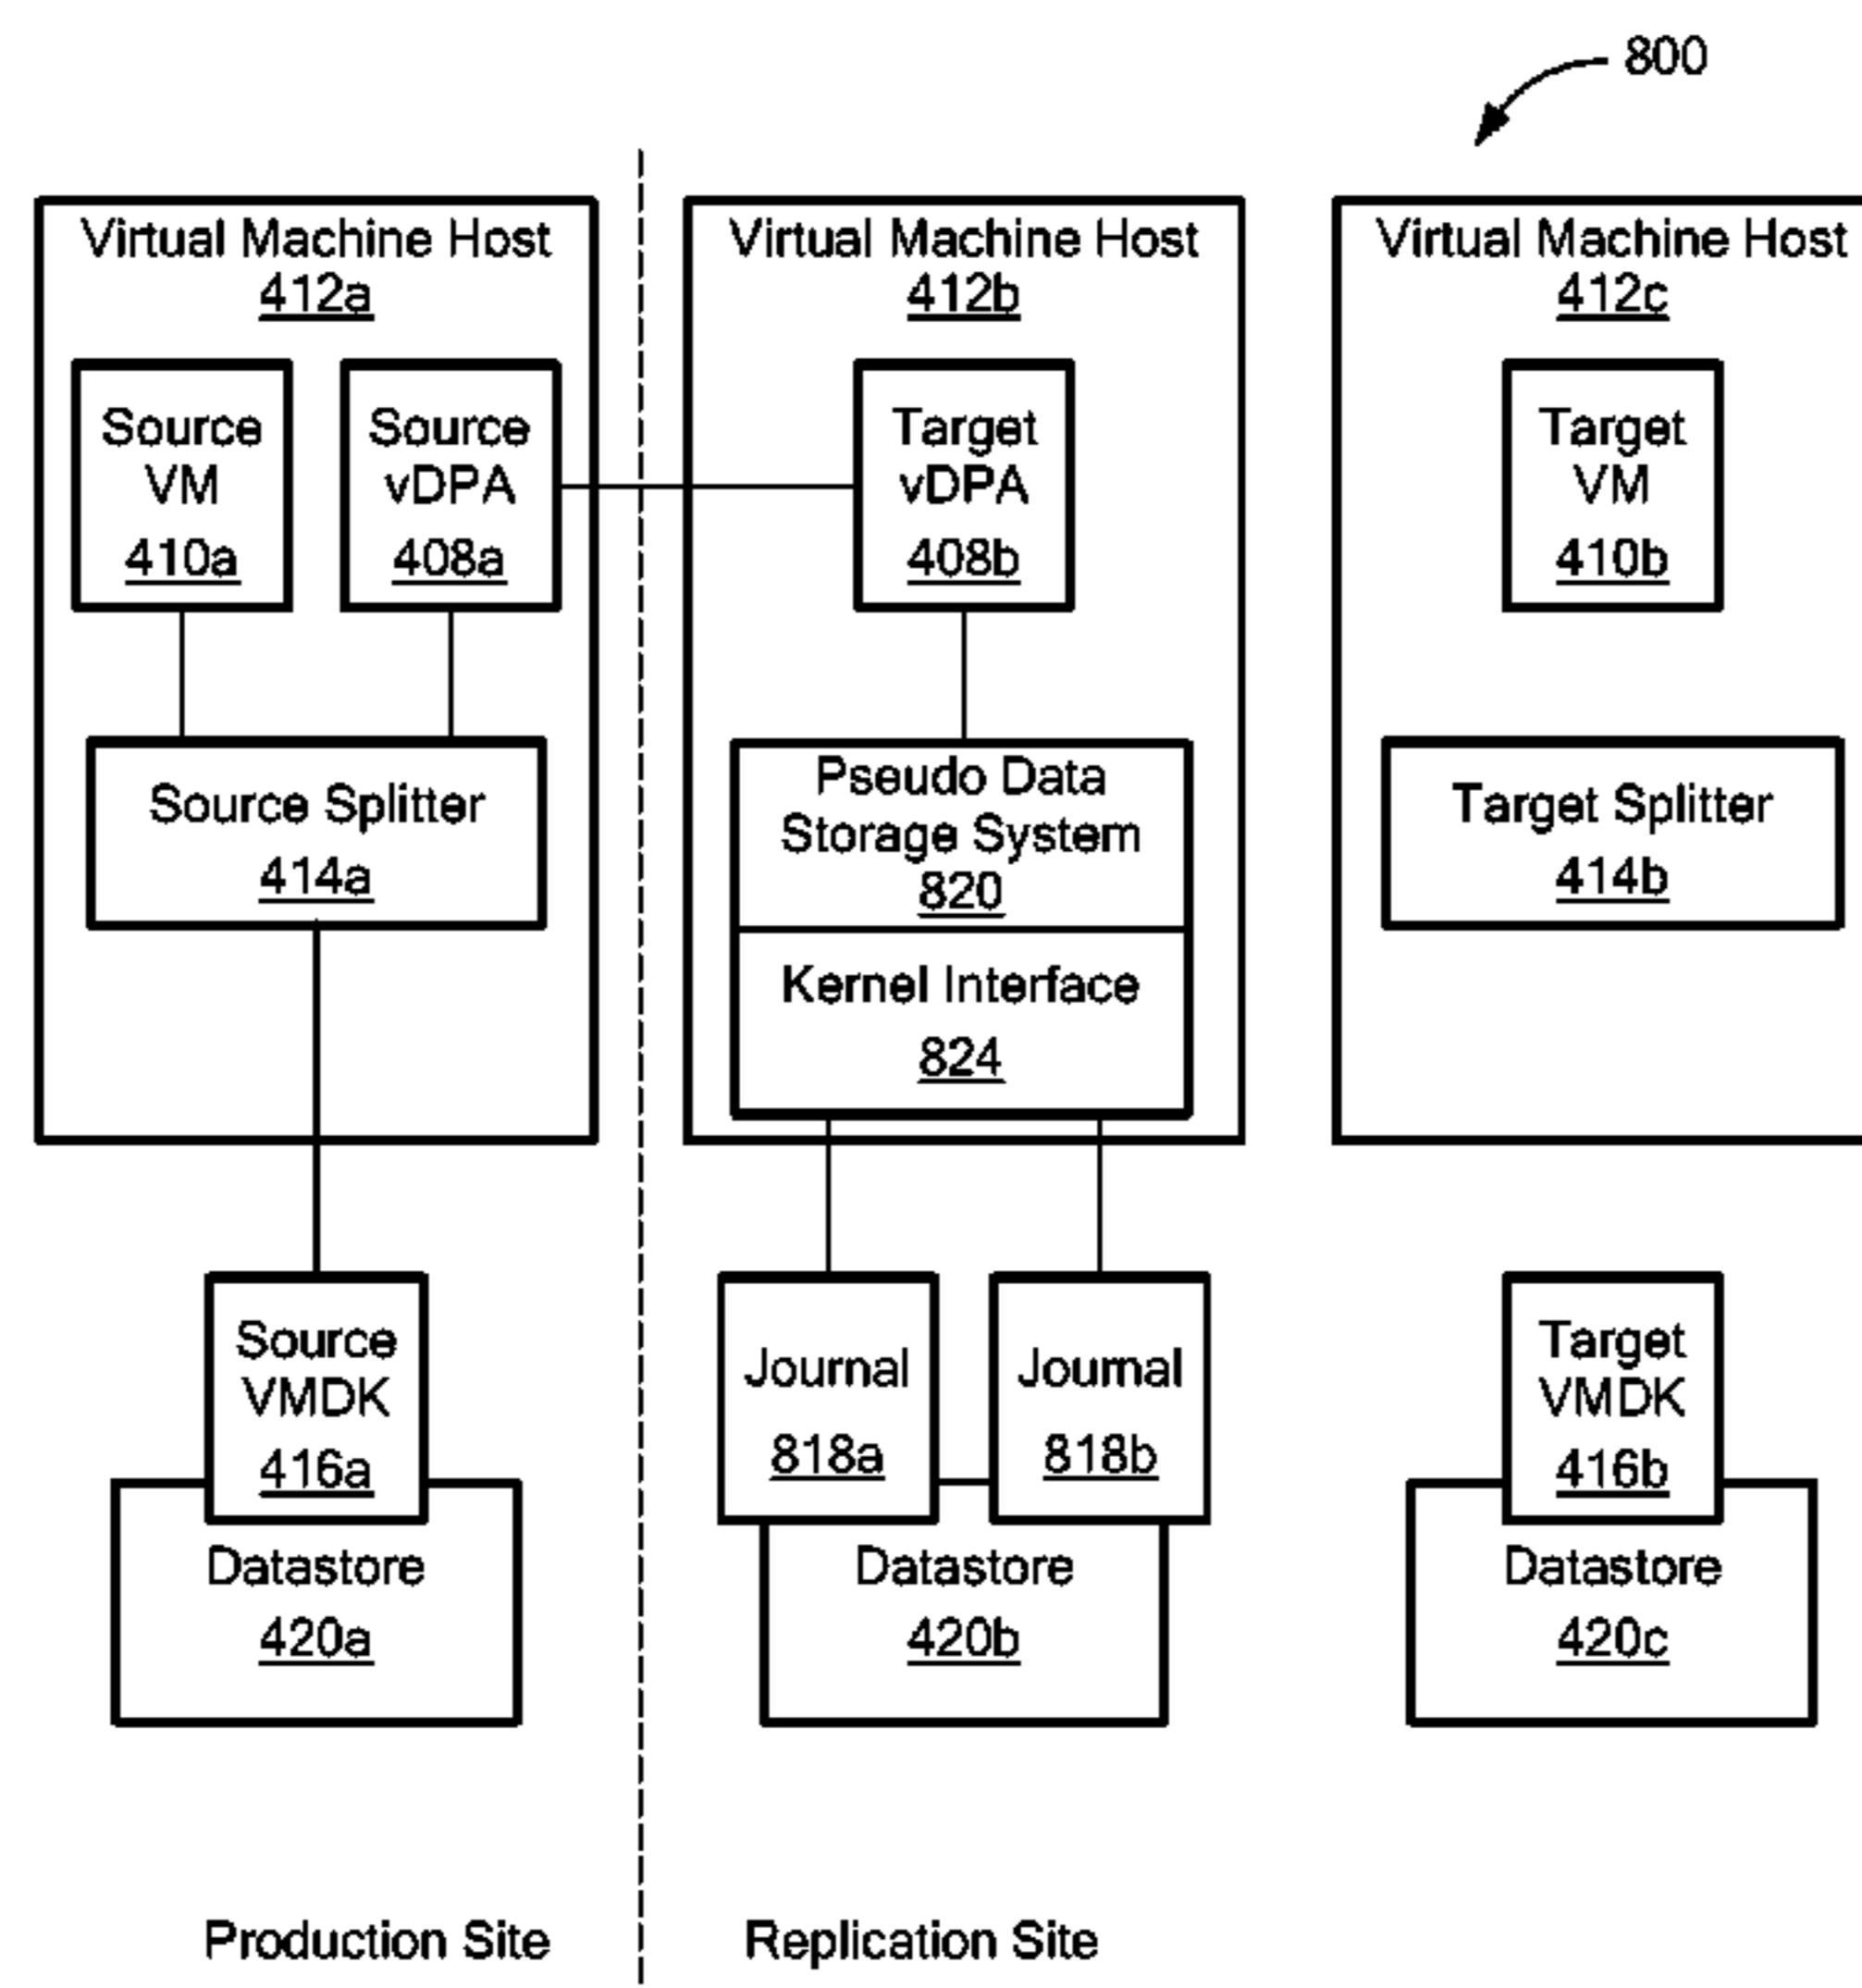 800
Virtual Machine Host
412a
Source
VM
410a
Source
vDPA
408a
Source Splitter
414a
Source
VMDK
416a
Datastore
420a
Production Site
Virtual Machine Host
412b
Target
vDPA
408b
Pseudo Data
Storage System
820
Kernel Interface
824
Journal
818a
Journal
818b
Datastore
420b
Replication Site
Virtual Machine Host
412c
Target
VM
410b
Target Splitter
414b
Target
VMDK
416b
Datastore
420c